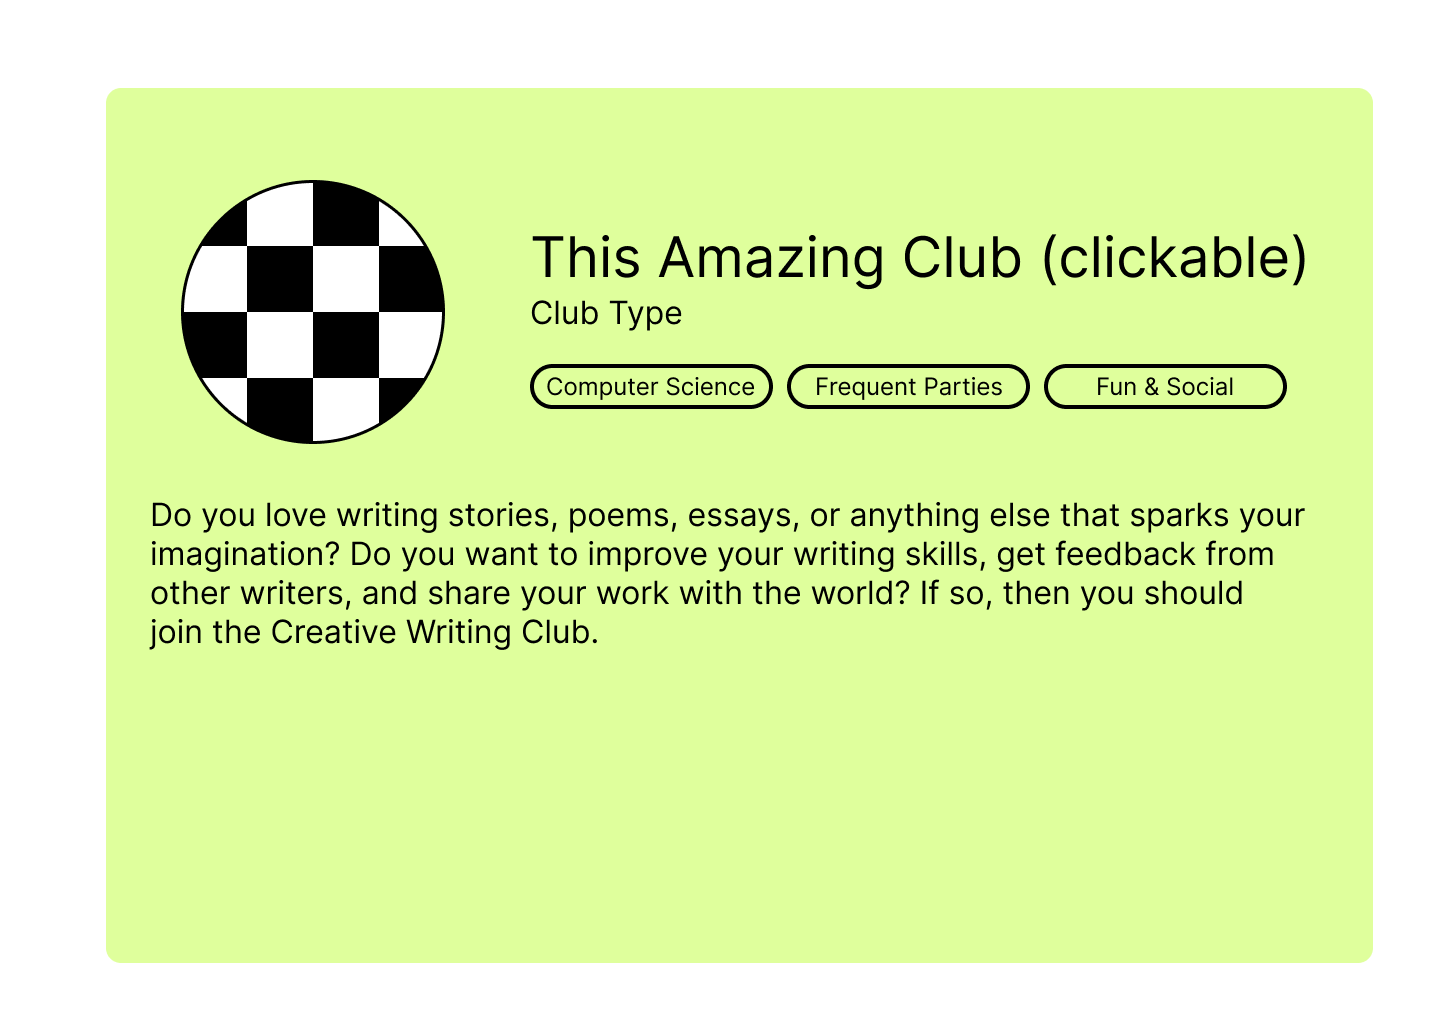 This Amazing Club (clickable)
Club Type
Computer Science
Frequent Parties
Fun & Social
Do you love writing stories, poems, essays, or anything else that sparks your
imagination? Do you want to improve your writing skills, get feedback from
other writers, and share your work with the world? If so, then you should
join the Creative Writing Club.